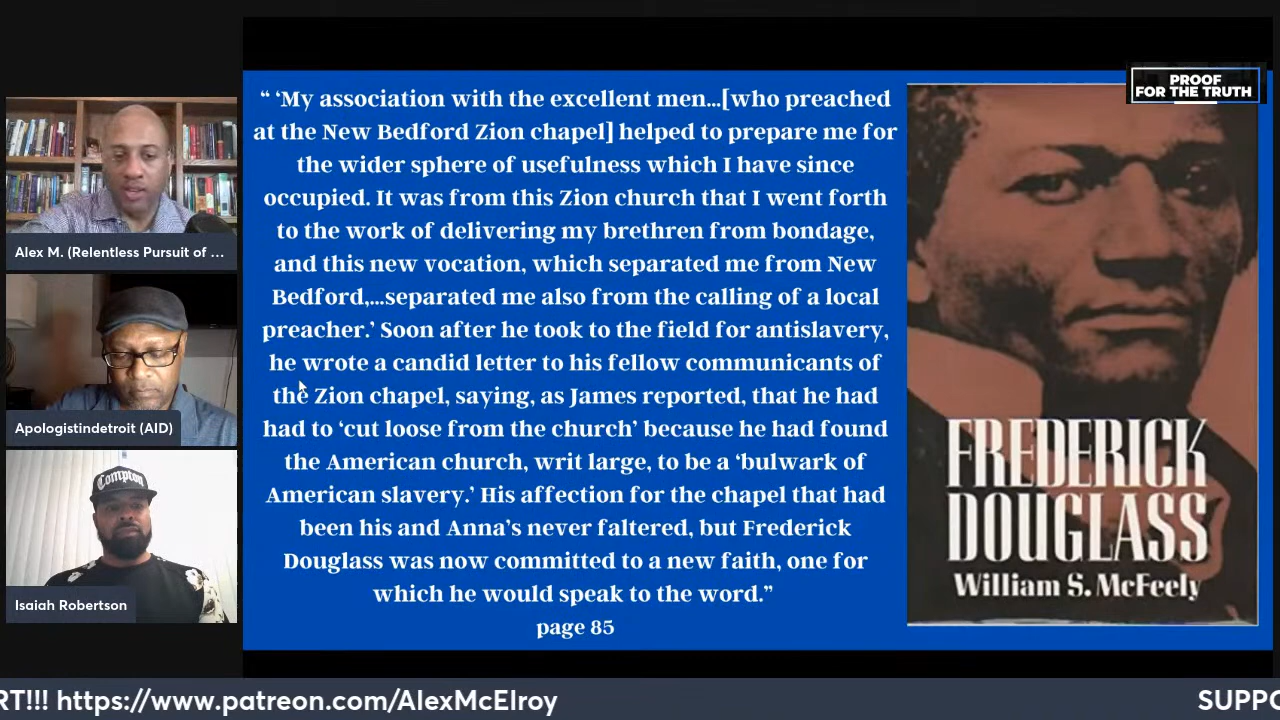 “ ‘My association with the excellent men...[who preached
at the New Bedford Zion chapel] helped to prepare me for
the wider sphere of usefulness which I have since
occupied. It was from this Zion church that I went forth
to the work of delivering my brethren from bondage,
and this new vocation, which separated me from New
Bedford,...separated me also from the calling of a local
preacher.’ Soon after he took to the field for antislavery,
he wrote a candid letter to his fellow communicants of
the Zion chapel, saying, as James reported, that he had
had to ‘cut loose from the church’ because he had found
the American church, writ large, to be a ‘bulwark of
American slavery.’ His affection for the chapel that had
been his and Anna’s never faltered, but Frederick
Douglass was now committed to a new faith, one for
which he would speak to the word.”
page 85
PROOF
FOR THE TRUTH
FREDERICK
DOUGLASS
William S. McFeely
Alex M. (Relentless Pursuit of ...
Apologistindetroit (AID)
Compton
Isaiah Robertson
RT!!! https://www.patreon.com/AlexMcElroy
SUPPO